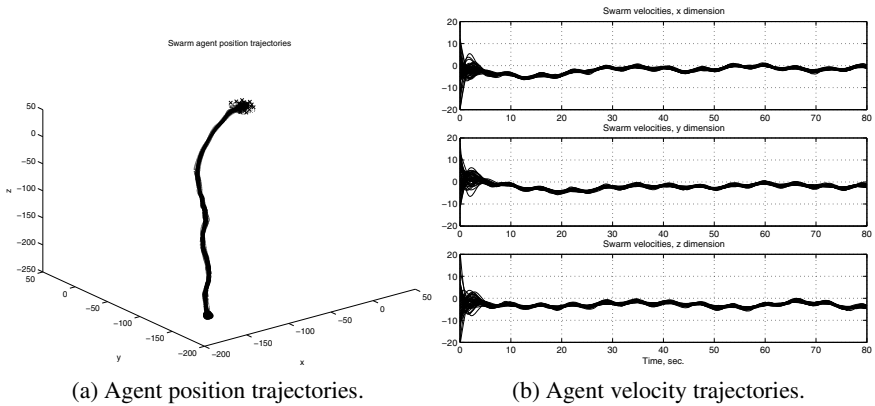 Swarm agent position trajectories
50
0
−50
−100
−150
−200
−250
z
50
0
−50
−100
−150
−200
y
−200
−150
−100
−50
0
50
x
(a) Agent position trajectories.
Swarm velocities, x dimension
20
10
0
−10
−20
0 10 20 30 40 50 60 70 80
Swarm velocities, y dimension
20
10
0
−10
−20
0 10 20 30 40 50 60 70 80
Swarm velocities, z dimension
20
10
0
−10
−20
0 10 20 30 40 50 60 70 80
Time, sec.
(b) Agent velocity trajectories.